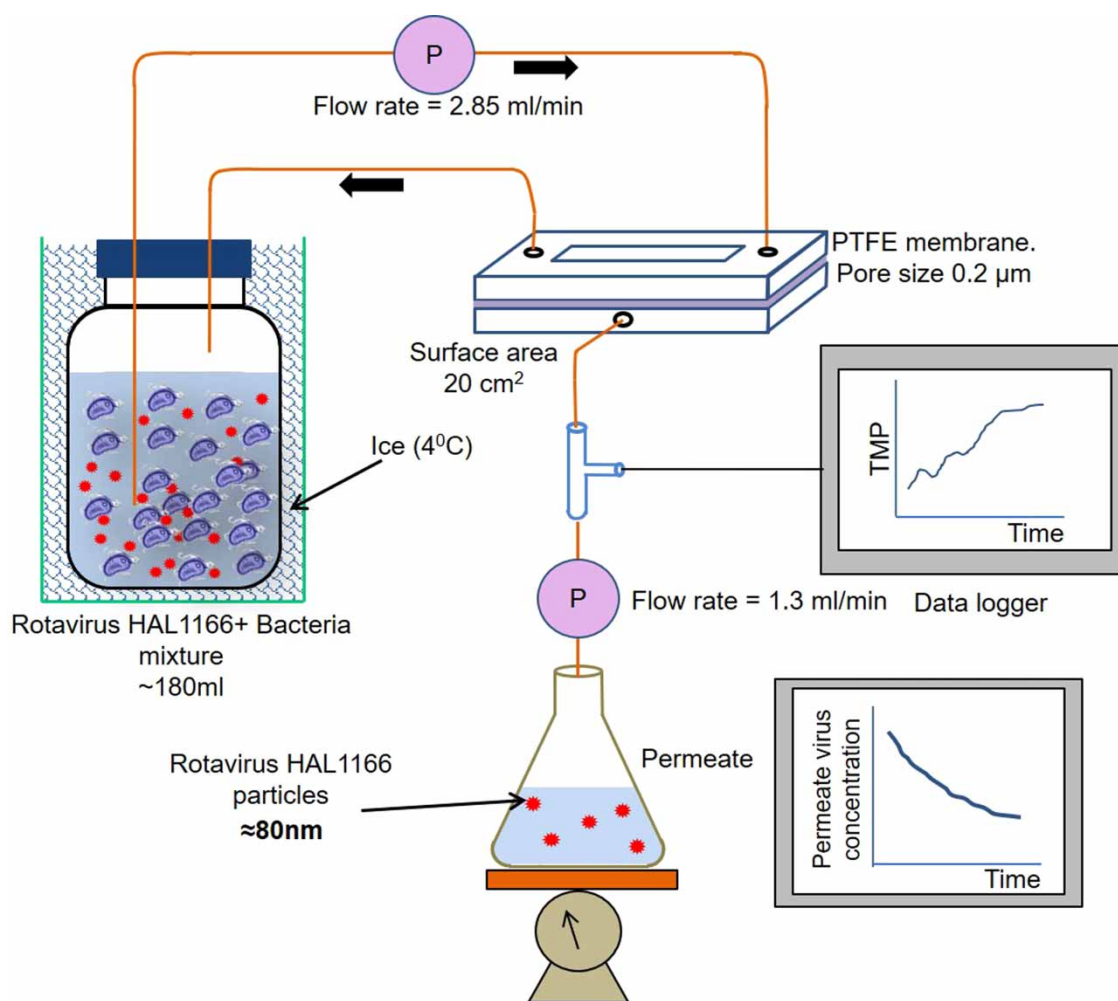 P
Flow rate = 2.85 ml/min
PTFE membrane.
Pore size 0.2 µm
Surface area
20 cm²
Ice (4⁰C)
TMP
Time
P
Flow rate = 1.3 ml/min
Data logger
Rotavirus HAL1166+ Bacteria
mixture
~180ml
Rotavirus HAL1166
particles
≈80nm
Permeate
Permeate virus
concentration
Time